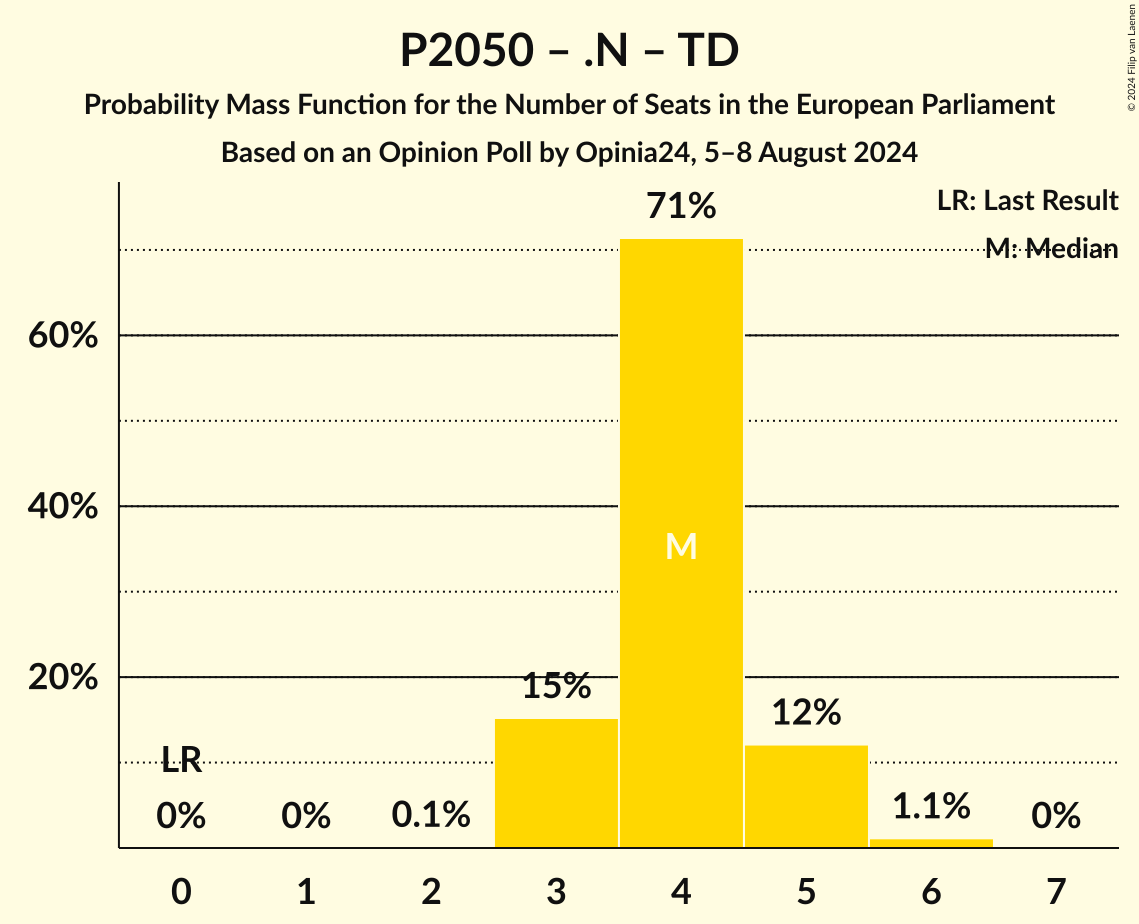 P2050 – .N – TD
Probability Mass Function for the Number of Seats in the European Parliament
Based on an Opinion Poll by Opinia24, 5–8 August 2024
© 2024 Filip van Laenen
LR: Last Result
M: Median
71%
60%
40%
M
20%
15%
12%
LR
0%
0%
0.1%
1.1%
0%
0
1
2
3
4
5
6
7